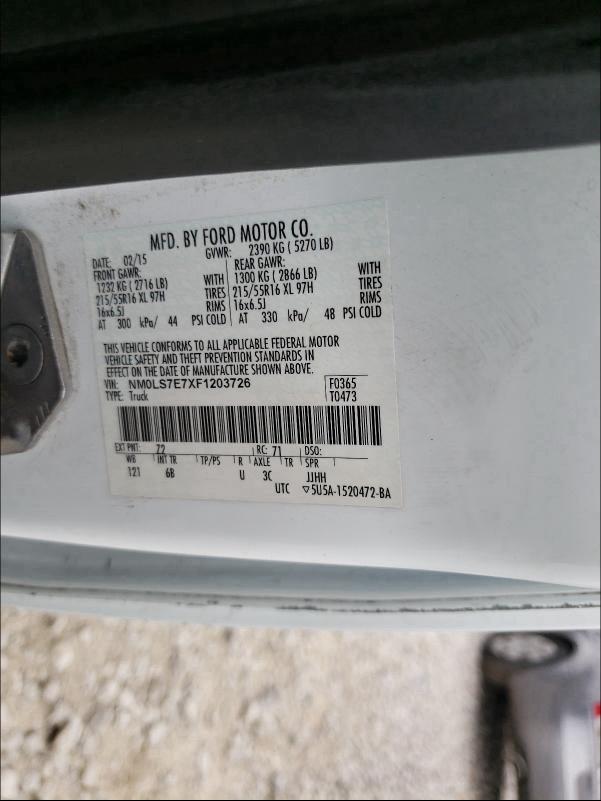 MFD. BY FORD MOTOR CO.
DATE: 02/15 GVWR: 2390 KG ( 5270 LB)
FRONT GAWR: REAR GAWR:
1232 KG ( 2716 LB) WITH 1300 KG ( 2866 LB) WITH
215/55R16 XL 97H TIRES 215/55R16 XL 97H TIRES
16x6.5J RIMS 16x6.5J RIMS
AT 300 kPa/ 44 PSI COLD AT 330 kPa/ 48 PSI COLD
THIS VEHICLE CONFORMS TO ALL APPLICABLE FEDERAL MOTOR
VEHICLE SAFETY AND THEFT PREVENTION STANDARDS IN
EFFECT ON THE DATE OF MANUFACTURE SHOWN ABOVE.
VIN: NM0LS7E7XF1203726 F0365
TYPE: Truck T0473
EXT PNT: 72 RC: 71 DSO:
WB INT TR TP/PS R AXLE TR SPR
121 6B U 3C JJHH
UTC ▽5U5A-1520472-BA